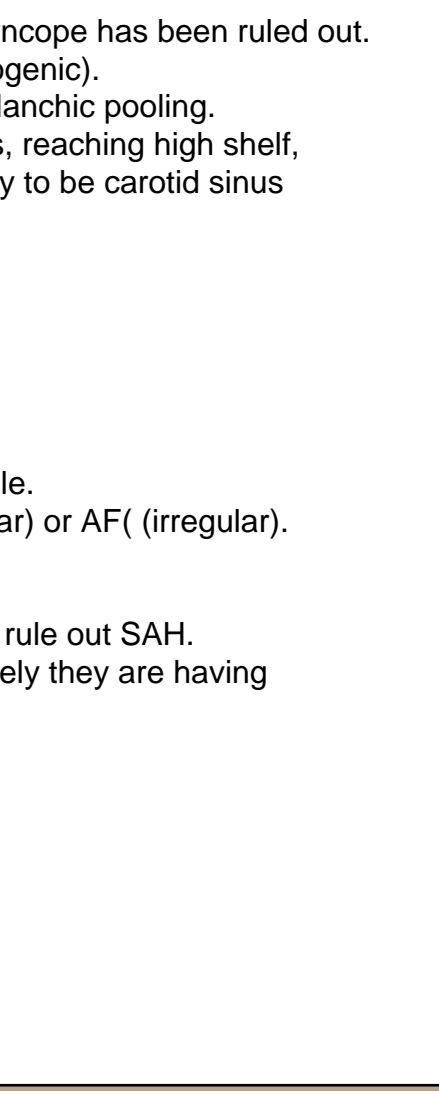 ncope has been ruled out.
ogenic).
lanchic pooling.
s, reaching high shelf,
y to be carotid sinus
le.
ar) or AF( (irregular).
rule out SAH.
ely they are having